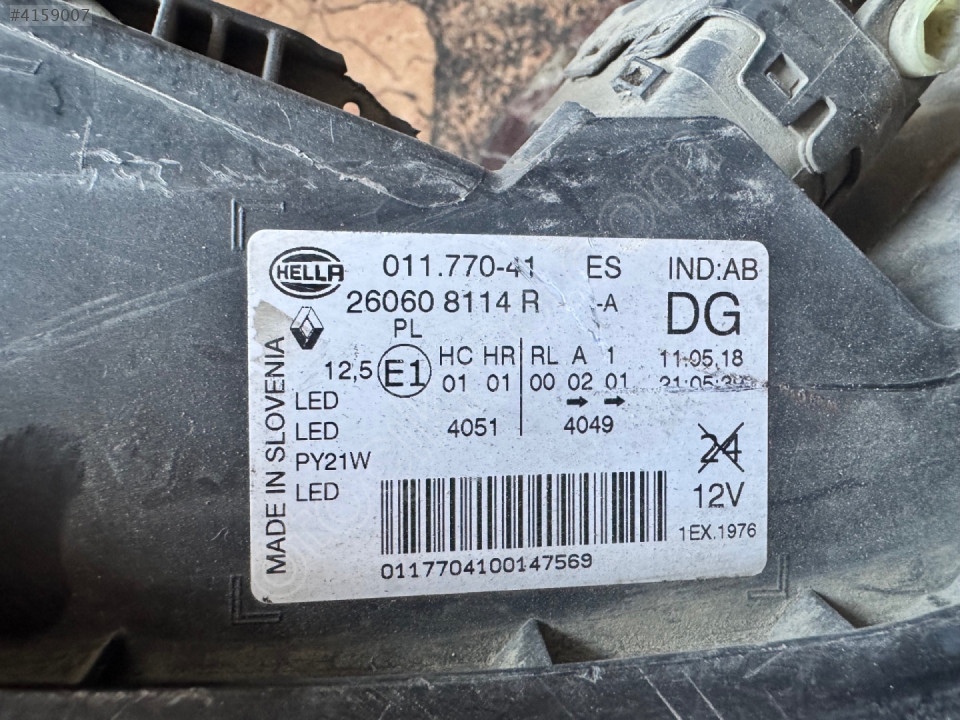 #4159007
HELLA 011.770-41 ES IND:AB
260608114 R -A DG
PL
12,5 E1 HC HR RL A 1 11.05.18
01 01 00 02 01
LED
LED 4051 4049
PY21W 24
LED 12V
1EX.1976
0117704100147569
MADE IN SLOVENIA